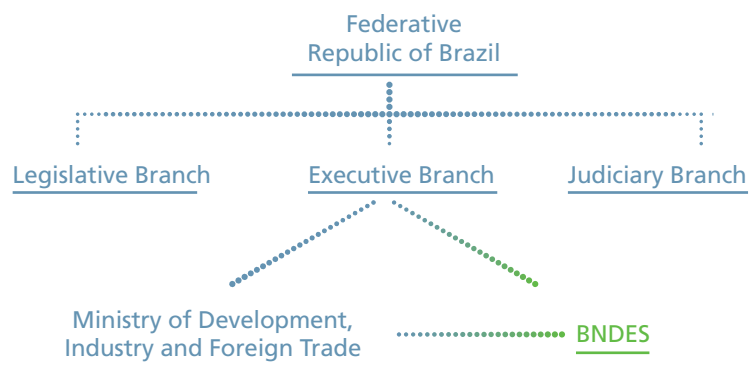 Federative
Republic of Brazil
Legislative Branch
Executive Branch
Judiciary Branch
Ministry of Development,
Industry and Foreign Trade
BNDES